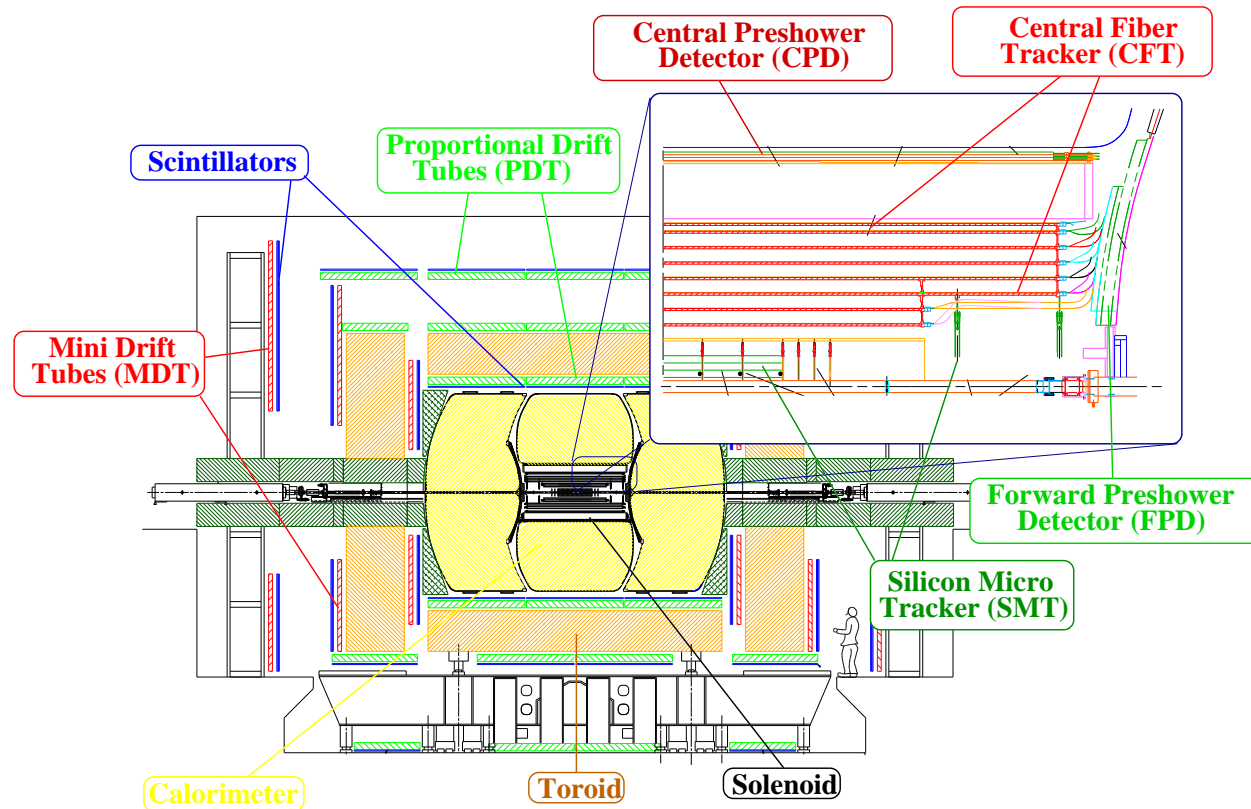 Central Preshower
Detector (CPD)
Central Fiber
Tracker (CFT)
Proportional Drift
Tubes (PDT)
Scintillators
Mini Drift
Tubes (MDT)
Forward Preshower
Detector (FPD)
Silicon Micro
Tracker (SMT)
Calorimeter
Toroid
Solenoid